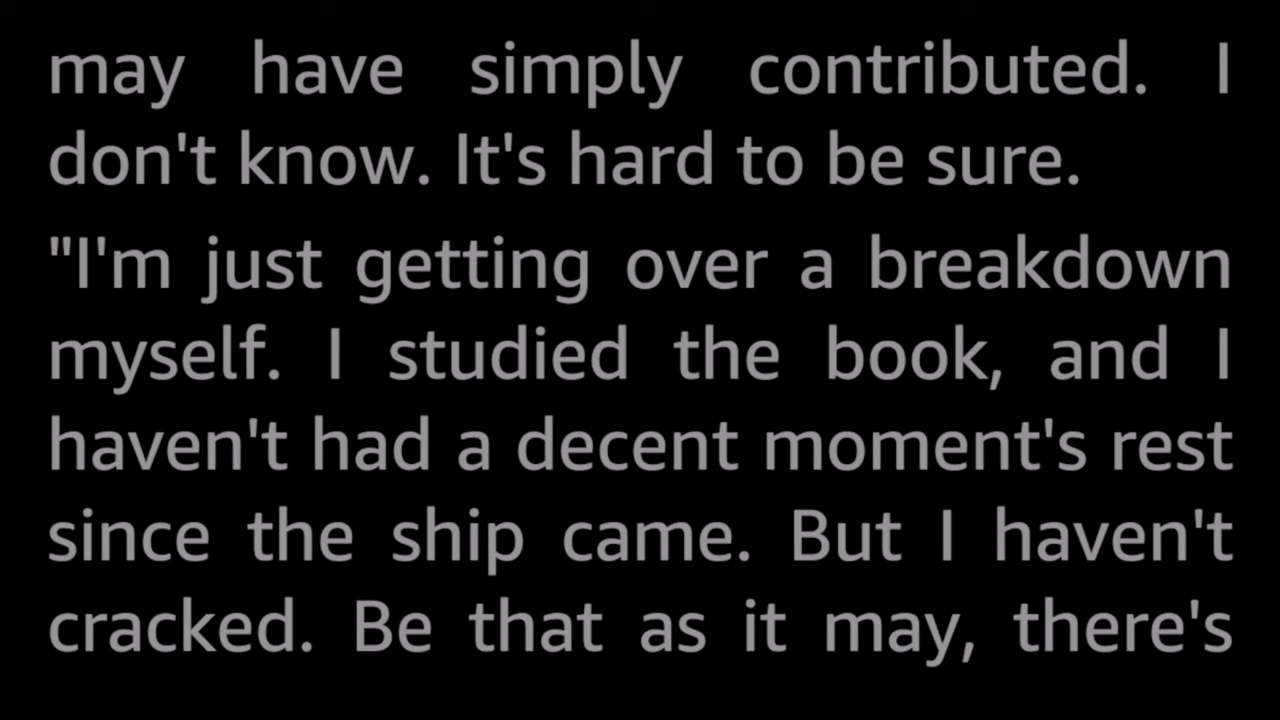 may have simply contributed. I
don't know. It's hard to be sure.
"I'm just getting over a breakdown
myself. I studied the book, and I
haven't had a decent moment's rest
since the ship came. But I haven't
cracked. Be that as it may, there's